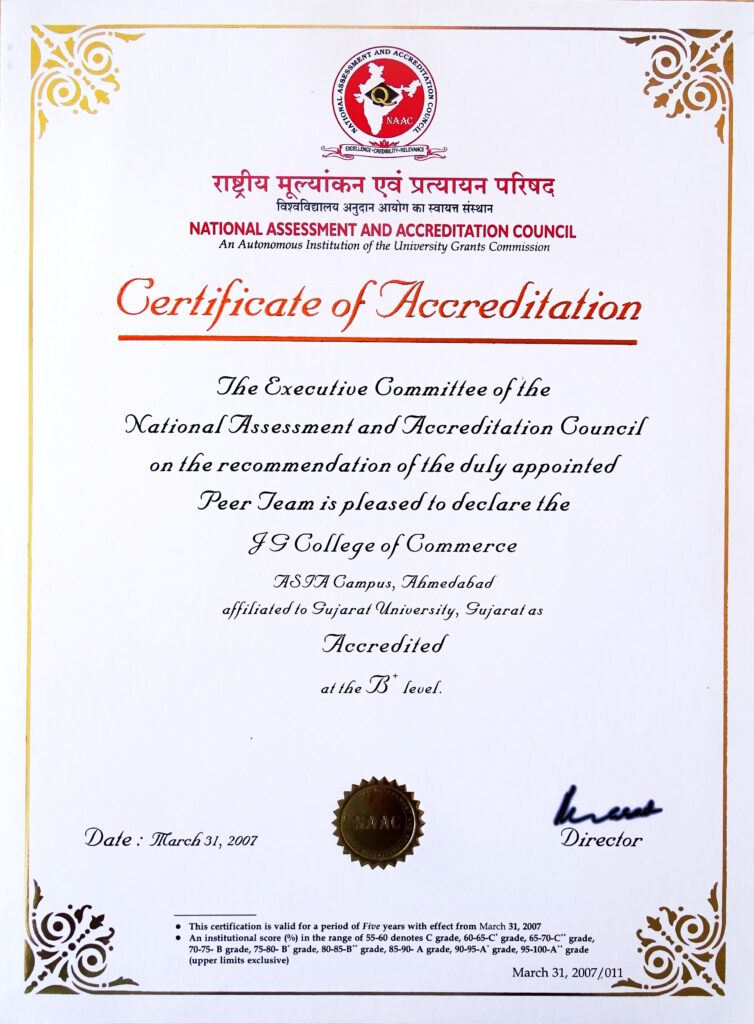 NATIONAL ASSESSMENT AND ACCREDITATION COUNCIL
Q
NAAC
EXCELLENCE • CREDIBILITY • RELEVANCE
राष्ट्रीय मूल्यांकन एवं प्रत्यायन परिषद
विश्वविद्यालय अनुदान आयोग का स्वायत्त संस्थान
NATIONAL ASSESSMENT AND ACCREDITATION COUNCIL
An Autonomous Institution of the University Grants Commission
Certificate of Accreditation
The Executive Committee of the
National Assessment and Accreditation Council
on the recommendation of the duly appointed
Peer Team is pleased to declare the
JG College of Commerce
ASIA Campus, Ahmedabad
affiliated to Gujarat University, Gujarat as
Accredited
at the B⁺ level.
NAAC
Date : March 31, 2007
Director
• This certification is valid for a period of Five years with effect from March 31, 2007
• An institutional score (%) in the range of 55-60 denotes C grade, 60-65-C⁺ grade, 65-70-C⁺⁺ grade,
70-75- B grade, 75-80- B⁺ grade, 80-85-B⁺⁺ grade, 85-90- A grade, 90-95-A⁺ grade, 95-100-A⁺⁺ grade
(upper limits exclusive)
March 31, 2007/011